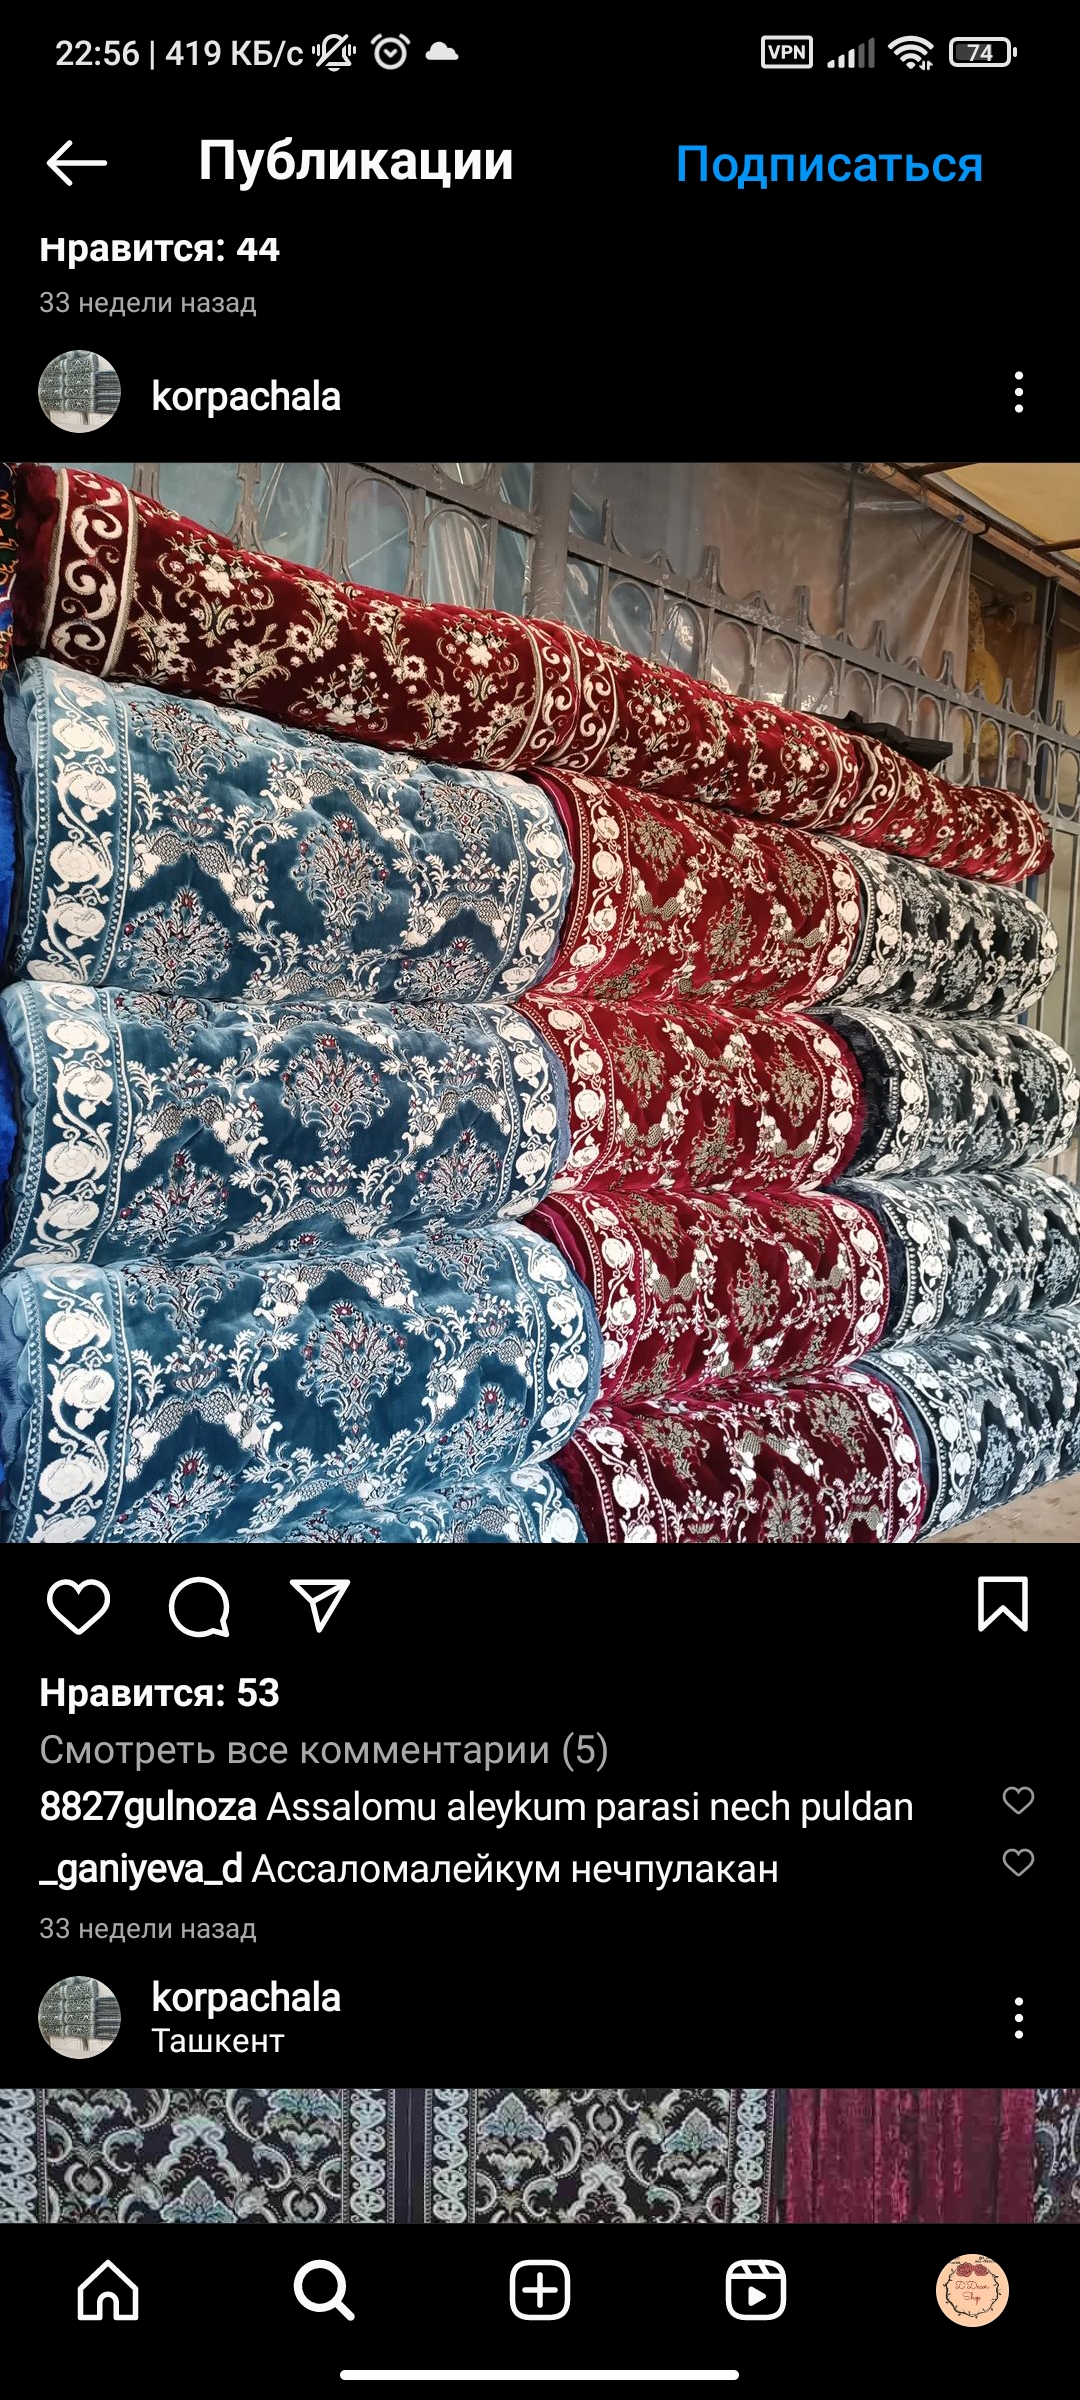 22:56 | 419 КБ/с
VPN
74
Публикации
Подписаться
Нравится: 44
33 недели назад
korpachala
Нравится: 53
Смотреть все комментарии (5)
8827gulnoza Assalomu aleykum parasi nech puldan
_ganiyeva_d Ассаломалейкум нечпулакан
33 недели назад
korpachala
Ташкент